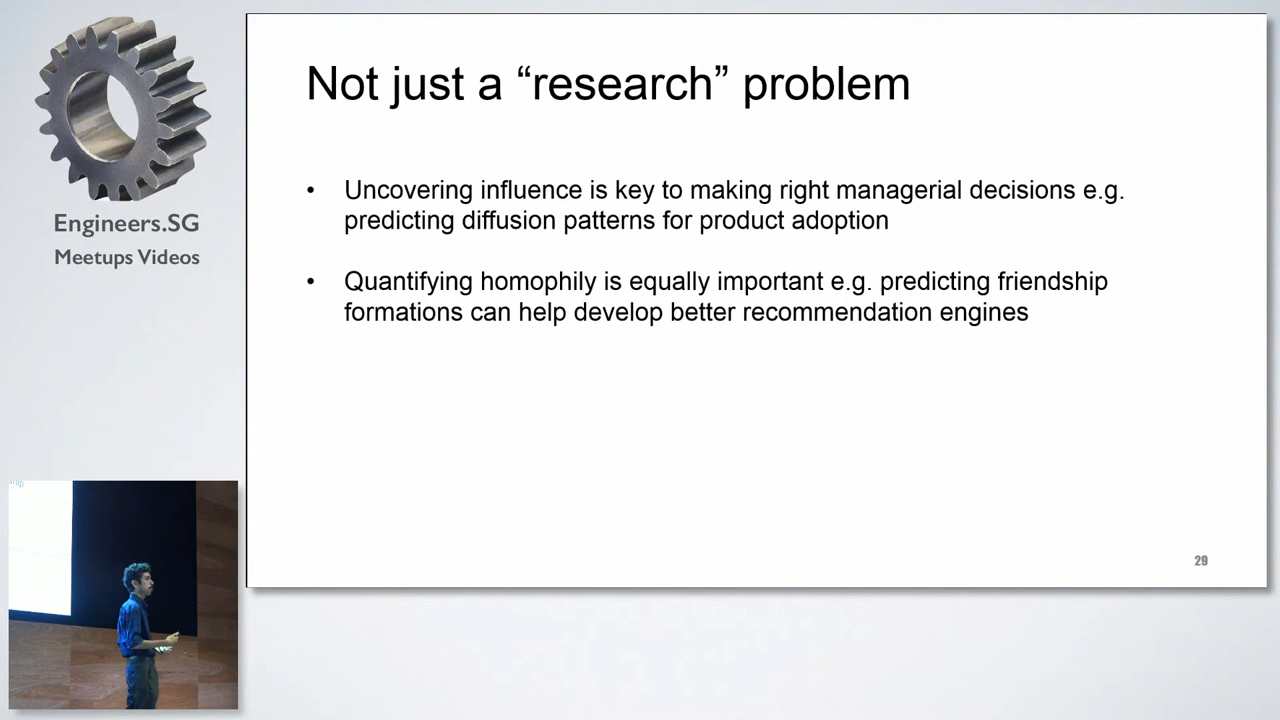 Engineers.SG
Meetups Videos
Not just a “research” problem
• Uncovering influence is key to making right managerial decisions e.g.
predicting diffusion patterns for product adoption
• Quantifying homophily is equally important e.g. predicting friendship
formations can help develop better recommendation engines
29